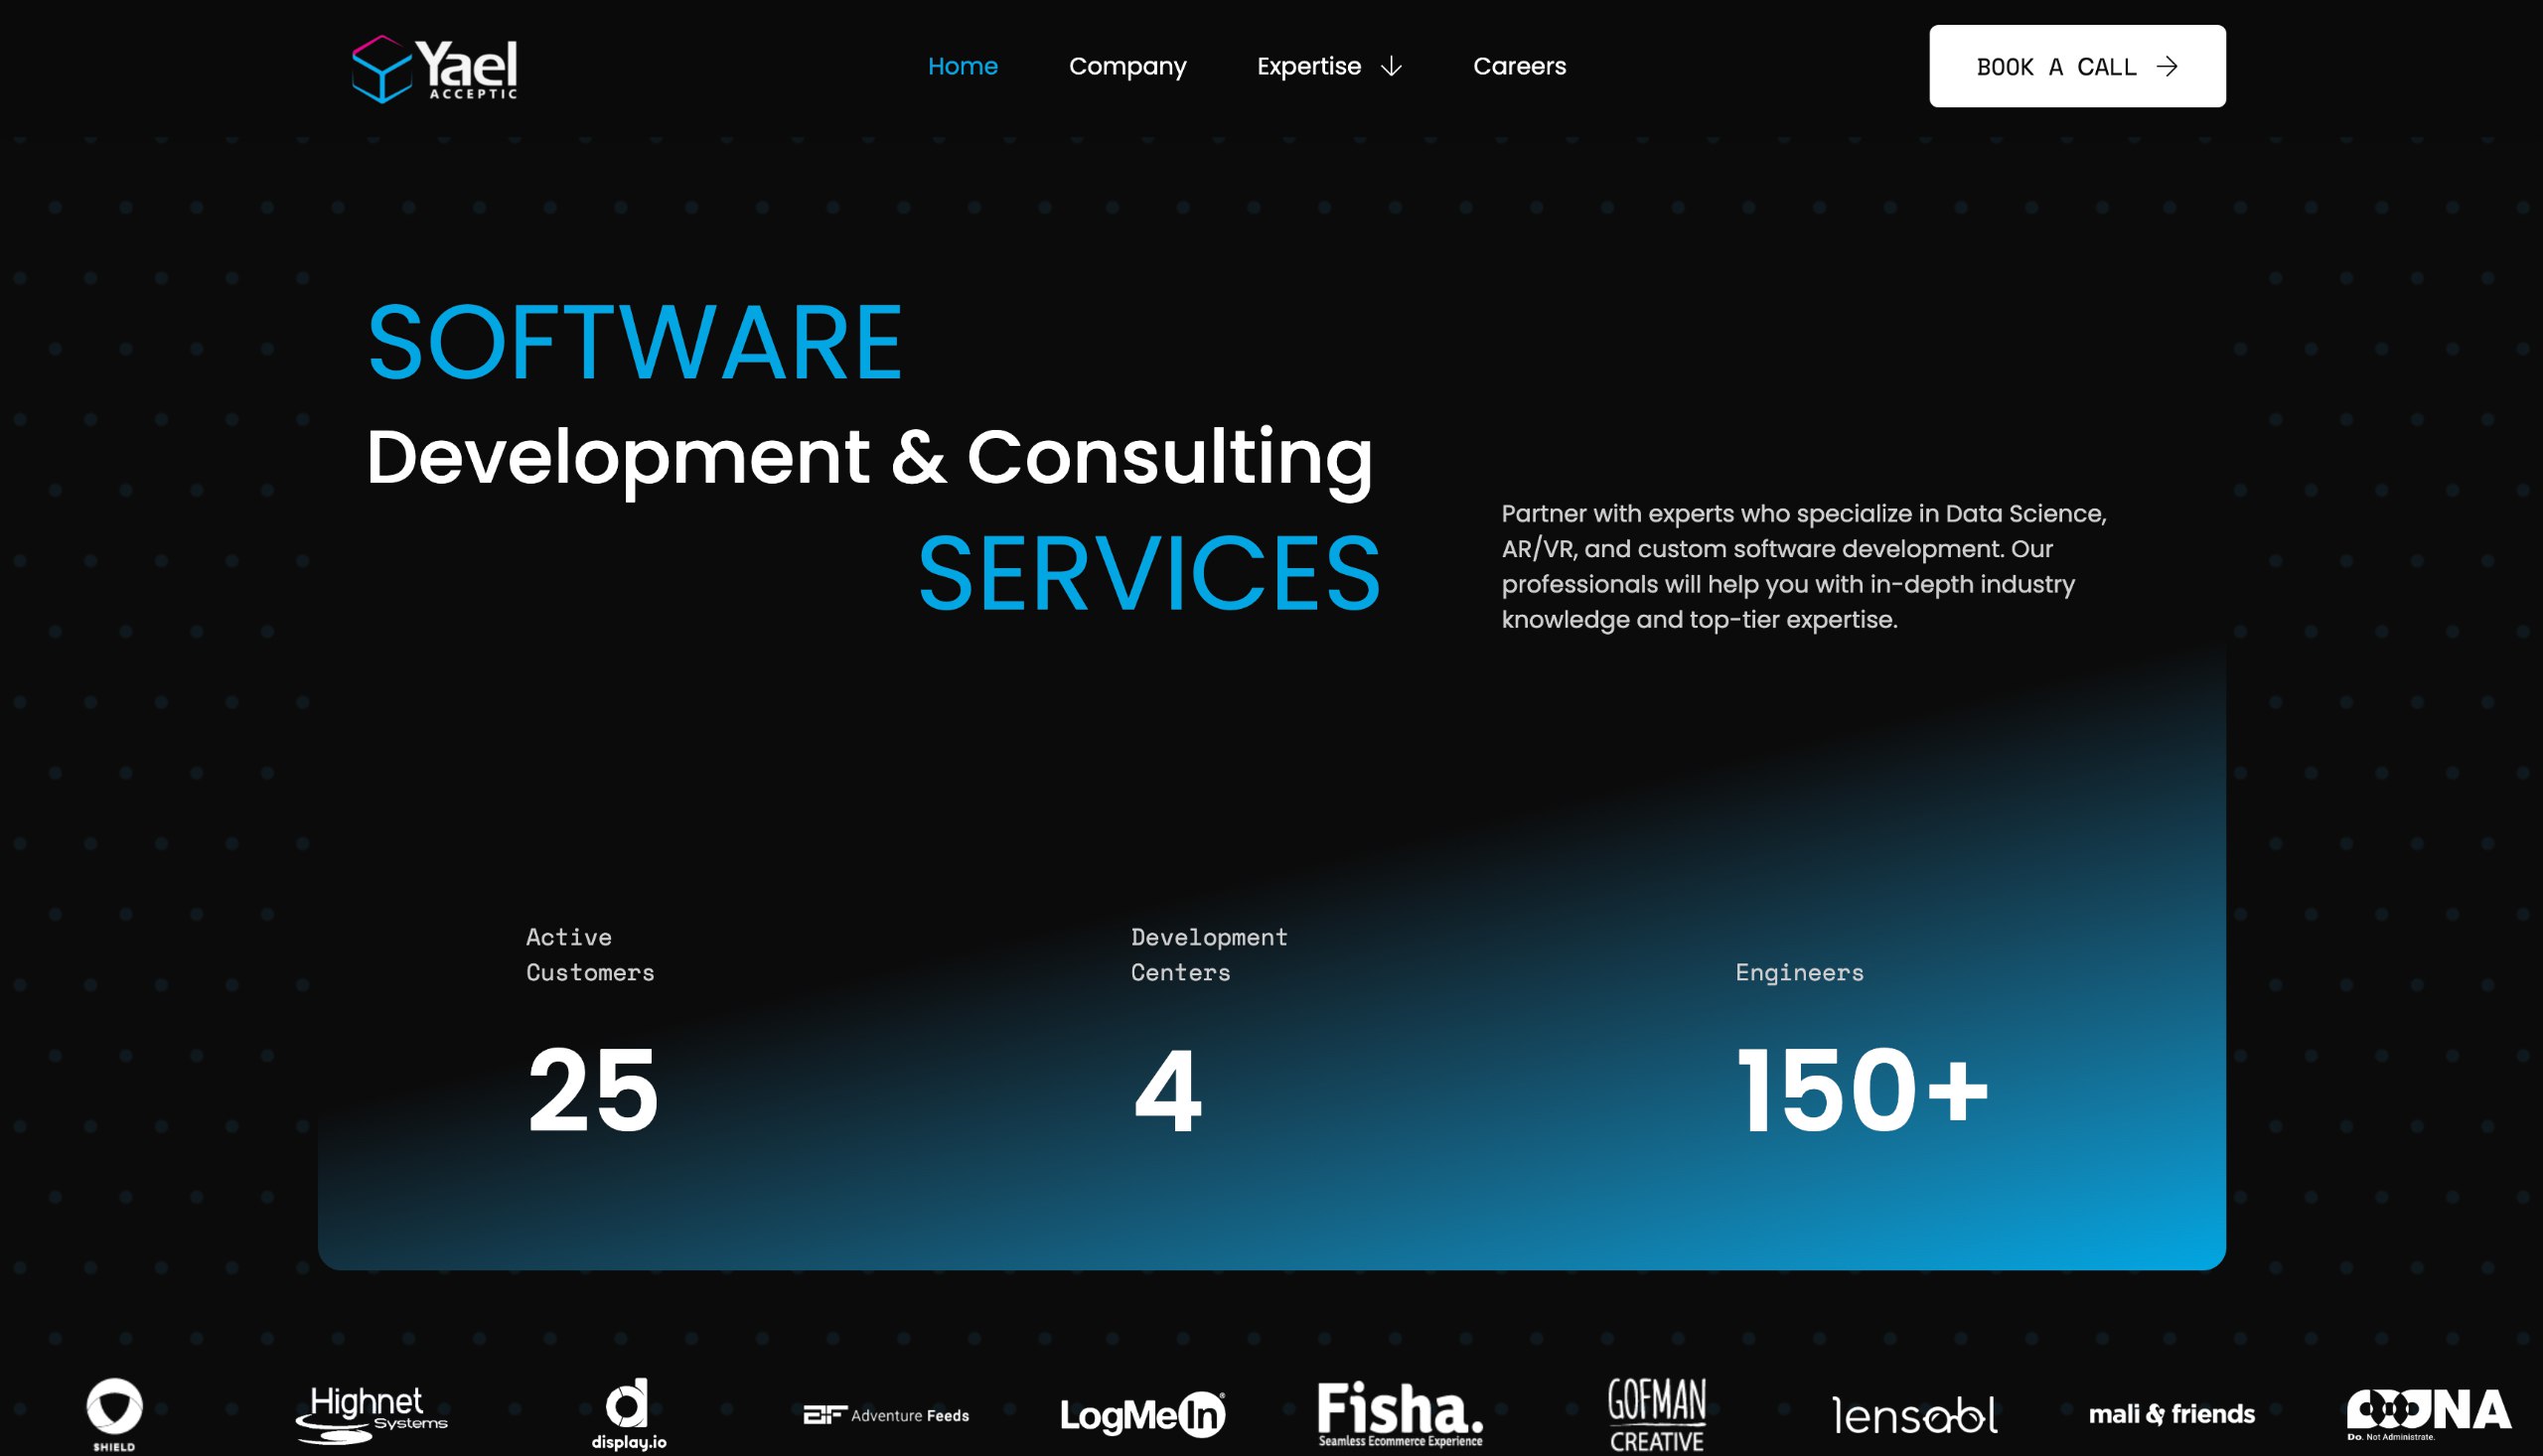 Yael
ACCEPTIC
Home
Company
Expertise
Careers
BOOK A CALL
SOFTWARE
Development & Consulting
SERVICES
Partner with experts who specialize in Data Science,
AR/VR, and custom software development. Our
professionals will help you with in-depth industry
knowledge and top-tier expertise.
Active
Customers
25
Development
Centers
4
Engineers
150+
SHIELD
Highnet
Systems
display.io
Adventure Feeds
LogMeIn®
Fisha.
Seamless Ecommerce Experience
GOFMAN
CREATIVE
lensabl
mali & friends
DOONA
Do. Not Administrate.